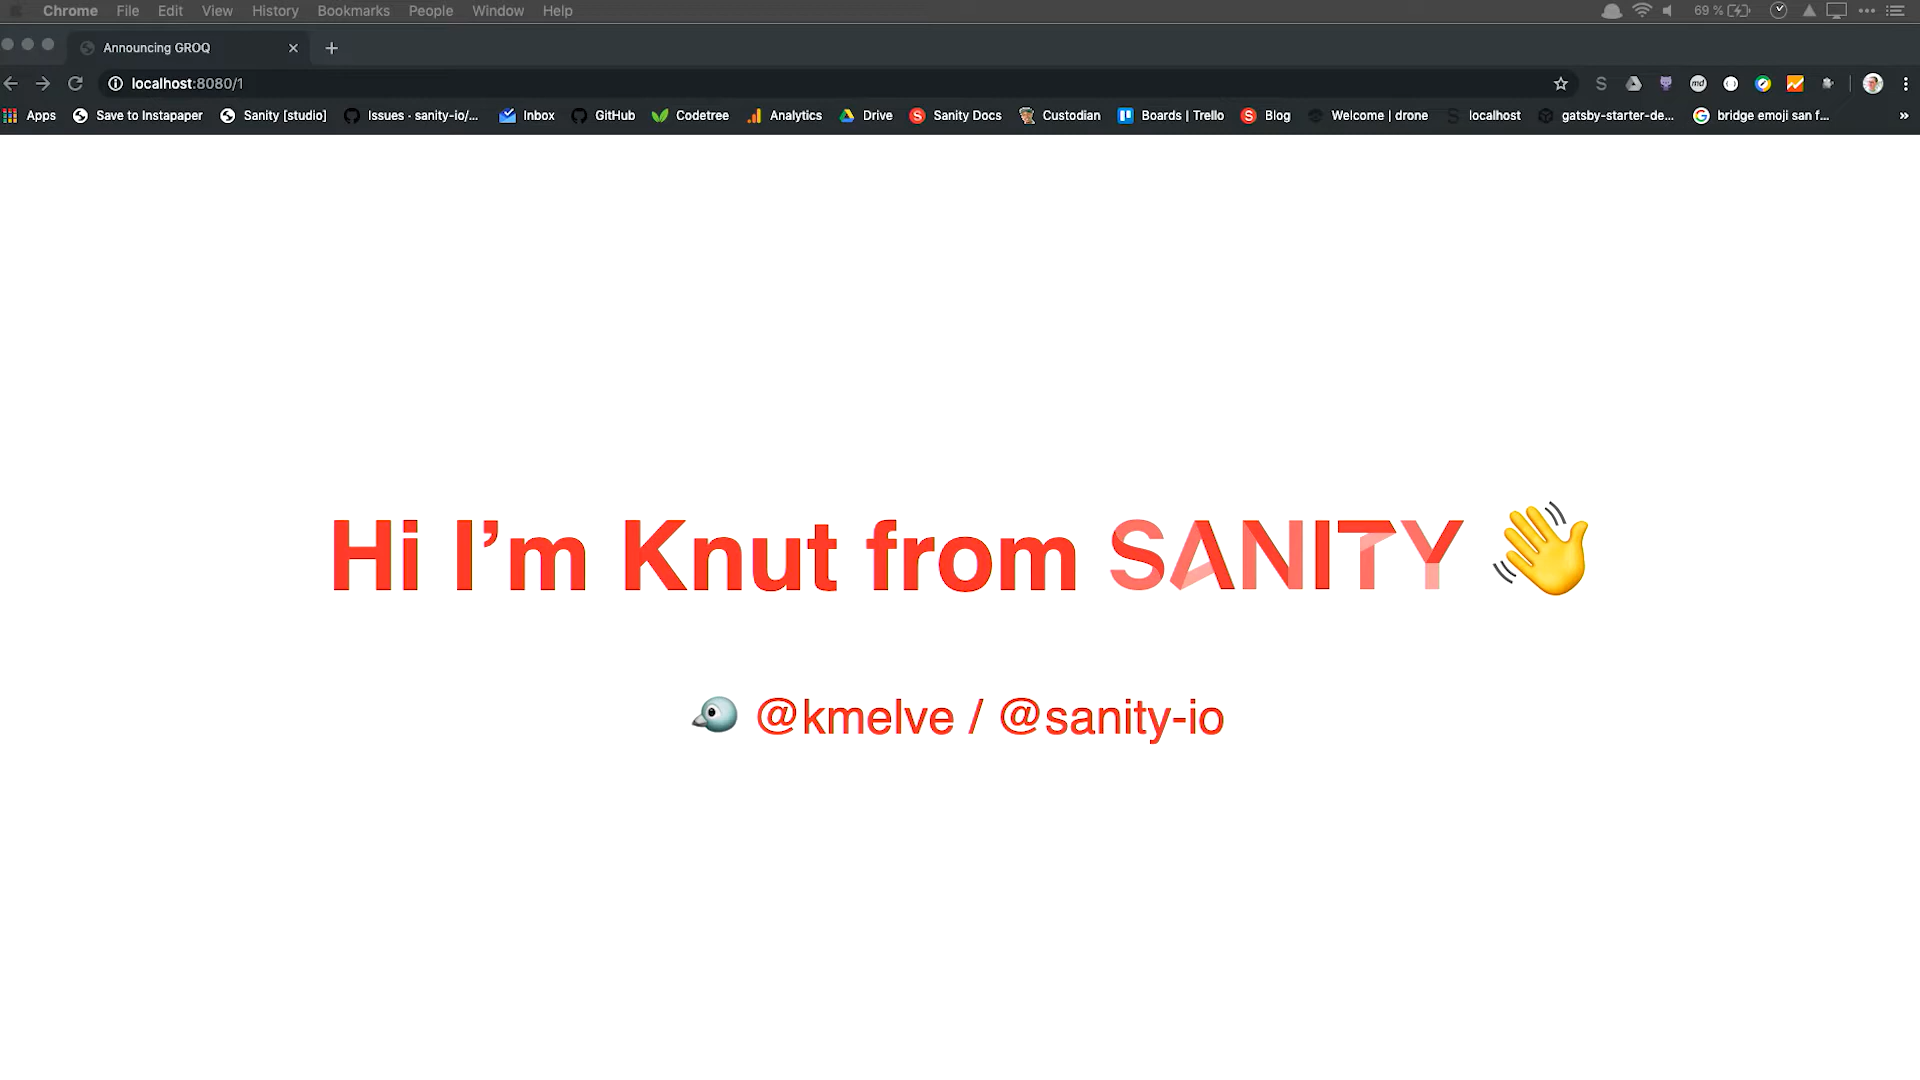 Chrome File Edit View History Bookmarks People Window Help 69 %
Announcing GROQ
localhost:8080/1
Apps Save to Instapaper Sanity [studio] Issues · sanity-io/... Inbox GitHub Codetree Analytics Drive Sanity Docs Custodian Boards | Trello Blog Welcome | drone localhost gatsby-starter-de... bridge emoji san f... »
Hi I’m Knut from SANITY 👋
🐦 @kmelve / @sanity-io